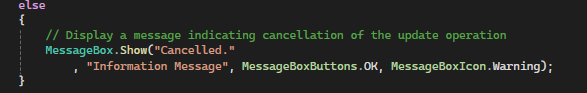 else
{
// Display a message indicating cancellation of the update operation
MessageBox.Show("Cancelled."
, "Information Message", MessageBoxButtons.OK, MessageBoxIcon.Warning);
}